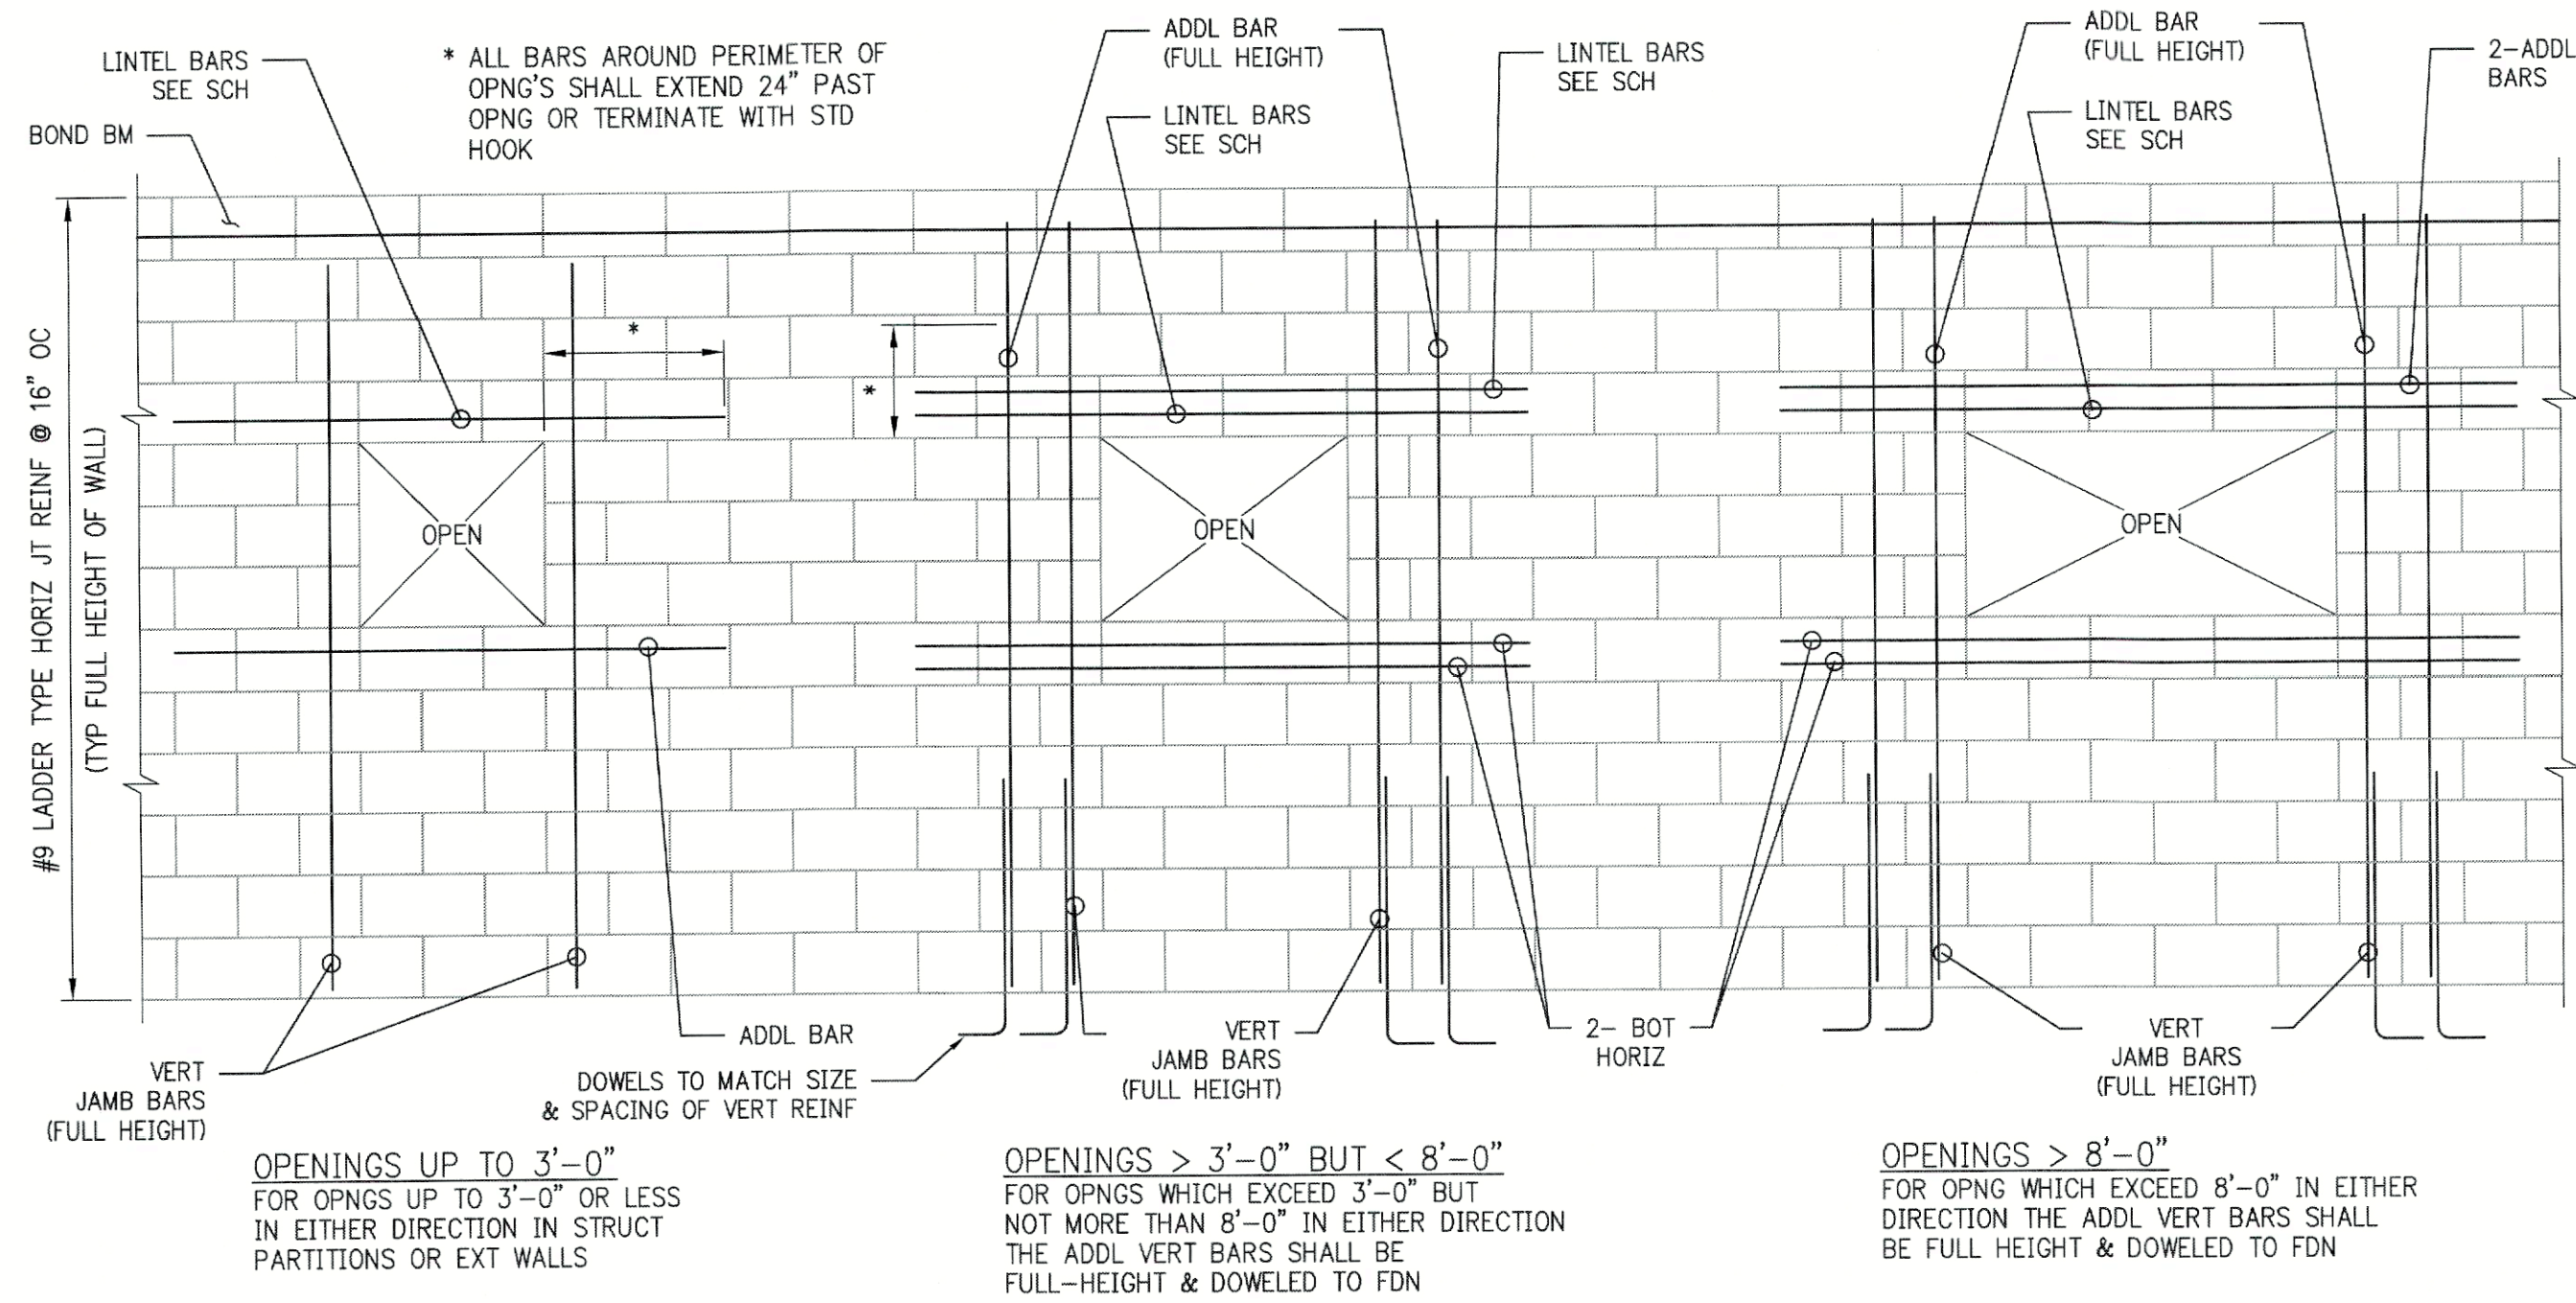 LINTEL BARS
SEE SCH
BOND BM
* ALL BARS AROUND PERIMETER OF
OPNG'S SHALL EXTEND 24" PAST
OPNG OR TERMINATE WITH STD
HOOK
ADDL BAR
(FULL HEIGHT)
LINTEL BARS
SEE SCH
LINTEL BARS
SEE SCH
ADDL BAR
(FULL HEIGHT)
LINTEL BARS
SEE SCH
2-ADDL
BARS
#9 LADDER TYPE HORIZ JT REINF @ 16" OC
(TYP FULL HEIGHT OF WALL)
*
*
OPEN
OPEN
OPEN
VERT
JAMB BARS
(FULL HEIGHT)
ADDL BAR
DOWELS TO MATCH SIZE
& SPACING OF VERT REINF
VERT
JAMB BARS
(FULL HEIGHT)
2- BOT
HORIZ
VERT
JAMB BARS
(FULL HEIGHT)
OPENINGS UP TO 3'-0"
FOR OPNGS UP TO 3'-0" OR LESS
IN EITHER DIRECTION IN STRUCT
PARTITIONS OR EXT WALLS
OPENINGS > 3'-0" BUT < 8'-0"
FOR OPNGS WHICH EXCEED 3'-0" BUT
NOT MORE THAN 8'-0" IN EITHER DIRECTION
THE ADDL VERT BARS SHALL BE
FULL-HEIGHT & DOWELED TO FDN
OPENINGS > 8'-0"
FOR OPNG WHICH EXCEED 8'-0" IN EITHER
DIRECTION THE ADDL VERT BARS SHALL
BE FULL HEIGHT & DOWELED TO FDN